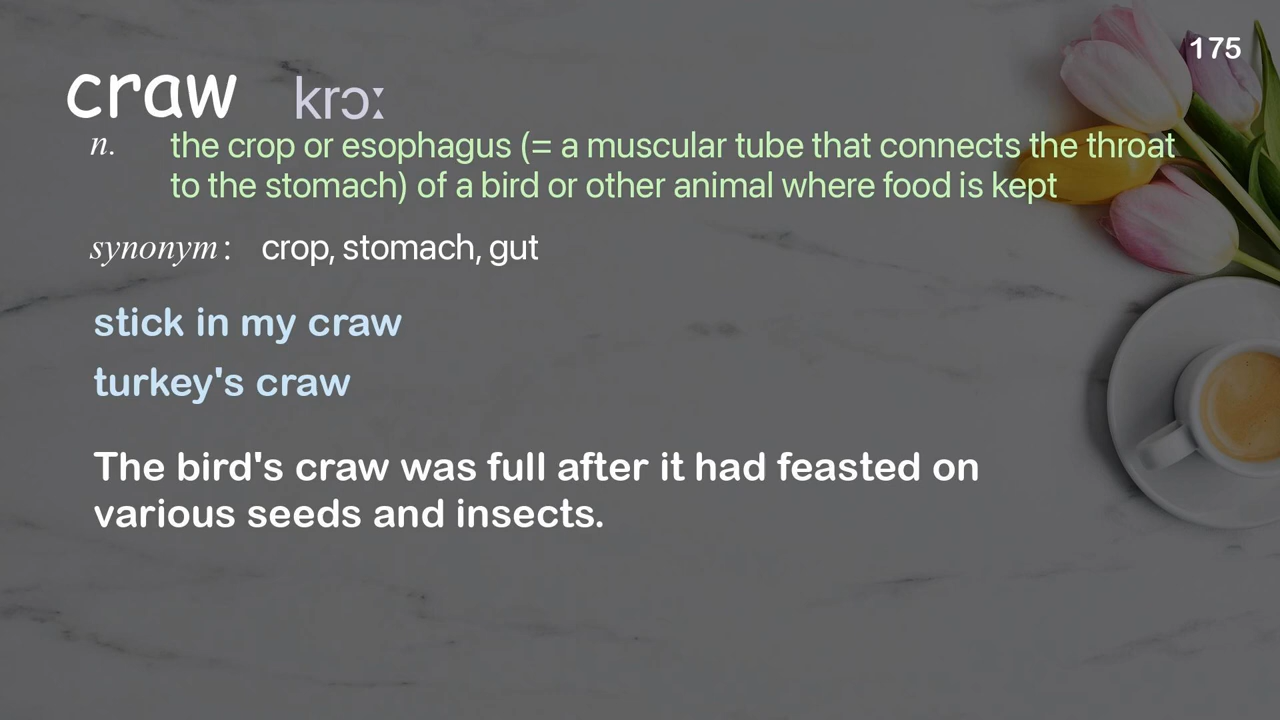 175
craw krɔː
n. the crop or esophagus (= a muscular tube that connects the throat
to the stomach) of a bird or other animal where food is kept
synonym: crop, stomach, gut
stick in my craw
turkey's craw
The bird's craw was full after it had feasted on
various seeds and insects.